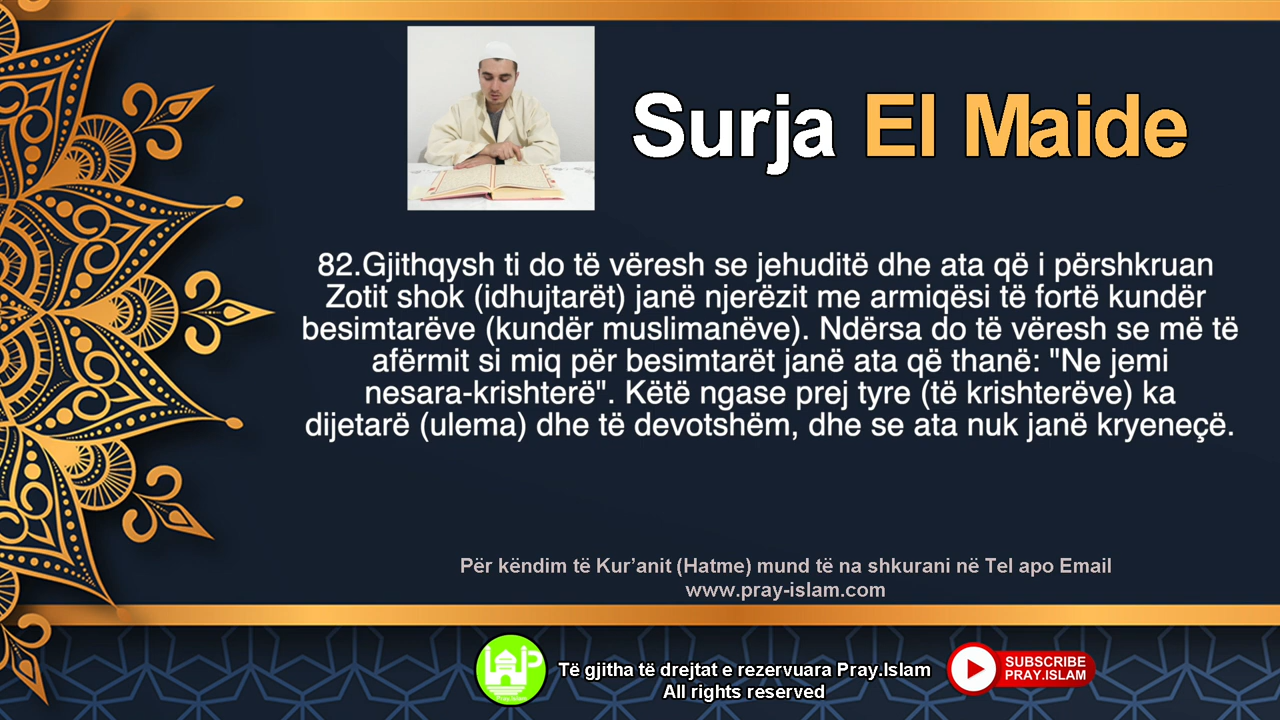 Surja El Maide
82.Gjithqysh ti do të vëresh se jehuditë dhe ata që i përshkruan
Zotit shok (idhujtarët) janë njerëzit me armiqësi të fortë kundër
besimtarëve (kundër muslimanëve). Ndërsa do të vëresh se më të
afërmit si miq për besimtarët janë ata që thanë: "Ne jemi
nesara-krishterë". Këtë ngase prej tyre (të krishterëve) ka
dijetarë (ulema) dhe të devotshëm, dhe se ata nuk janë kryeneçë.
Për këndim të Kur’anit (Hatme) mund të na shkurani në Tel apo Email
www.pray-islam.com
Të gjiitha të drejtat e rezervuara Pray.Islam
All rights reserved
SUBSCRIBE
PRAY.ISLAM
Pray.Islam